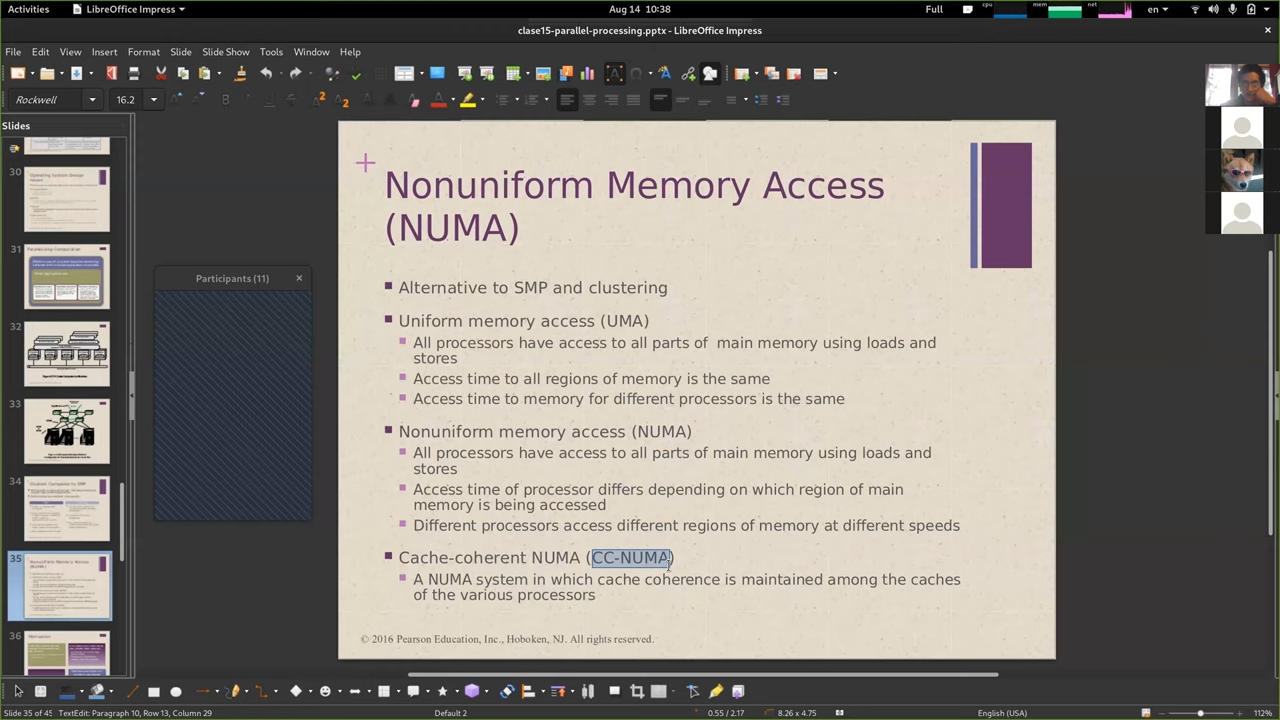 Activities
LibreOffice Impress
Aug 14 10:38
Full
cpu
mem
net
en
clase15-parallel-processing.pptx - LibreOffice Impress
File Edit View Insert Format Slide Slide Show Tools Window Help
Rockwell
16.2
Slides
Participants (11)
30
31
32
33
34
35
36
Nonuniform Memory Access
(NUMA)
Alternative to SMP and clustering
Uniform memory access (UMA)
All processors have access to all parts of main memory using loads and
stores
Access time to all regions of memory is the same
Access time to memory for different processors is the same
Nonuniform memory access (NUMA)
All processors have access to all parts of main memory using loads and
stores
Access time of processor differs depending on which region of main
memory is being accessed
Different processors access different regions of memory at different speeds
Cache-coherent NUMA (CC-NUMA)
A NUMA system in which cache coherence is maintained among the caches
of the various processors
© 2016 Pearson Education, Inc., Hoboken, NJ. All rights reserved.
Slide 35 of 45
TextEdit: Paragraph 10, Row 13, Column 29
Default 2
0.55 / 2.17
8.26 x 4.75
English (USA)
112%